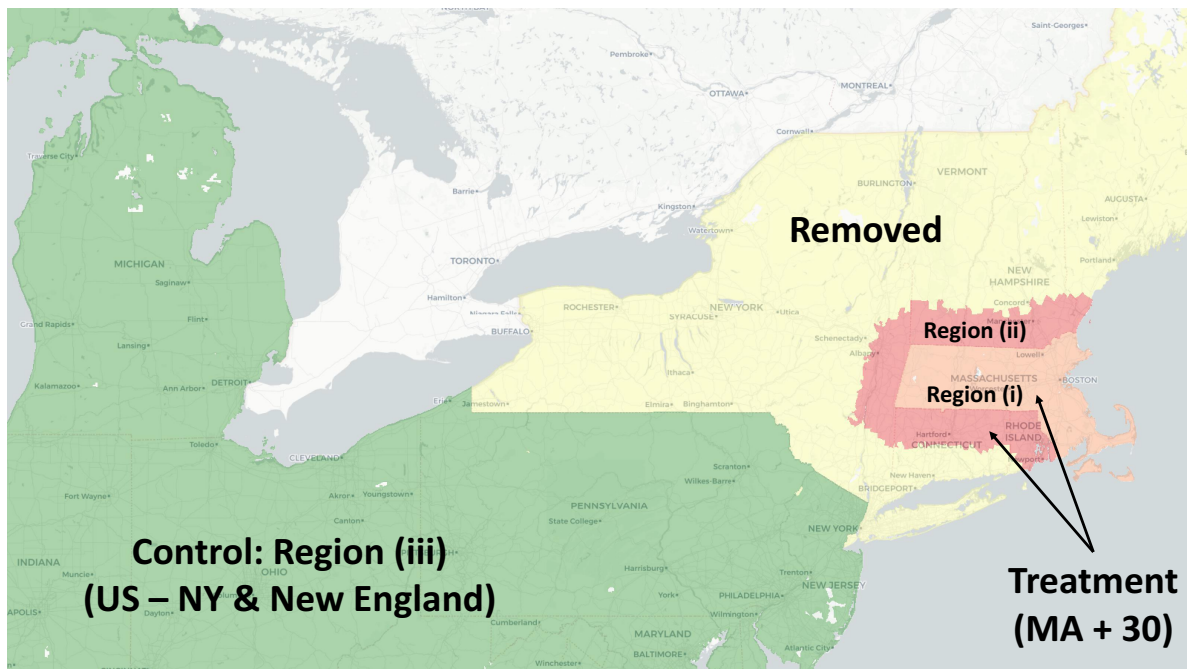 NORTH BAY
Saint-Georges
Pembroke
OTTAWA
MONTREAL
Cornwall
Traverse City
Barrie
Kingston
Watertown
BURLINGTON
VERMONT
AUGUSTA
Lewiston
Portland
Removed
MICHIGAN
Saginaw
TORONTO
NEW
HAMPSHIRE
Concord
Hamilton
Niagara Falls
ROCHESTER
NEW YORK
SYRACUSE
Utica
Grand Rapids
Flint
BUFFALO
Schenectady
Region (ii)
Lansing
Albany
Lowell
Kalamazoo
Ann Arbor
DETROIT
Ithaca
MASSACHUSETTS
BOSTON
Region (i)
Erie
Jamestown
Elmira
Binghamton
RHODE
ISLAND
Toledo
Hartford
CONNECTICUT
CLEVELAND
Newport
Scranton
New Haven
Fort Wayne
Akron
Youngstown
Wilkes-Barre
BRIDGEPORT
Canton
PENNSYLVANIA
State College
NEW YORK
Control: Region (iii)
INDIANA
Muncie
OHIO
Harrisburg
Trenton
NEW JERSEY
Treatment
(US – NY & New England)
Dayton
York
PHILADELPHIA
Wilmington
(MA + 30)
Cumberland
MARYLAND
Atlantic City
BALTIMORE
Winchester